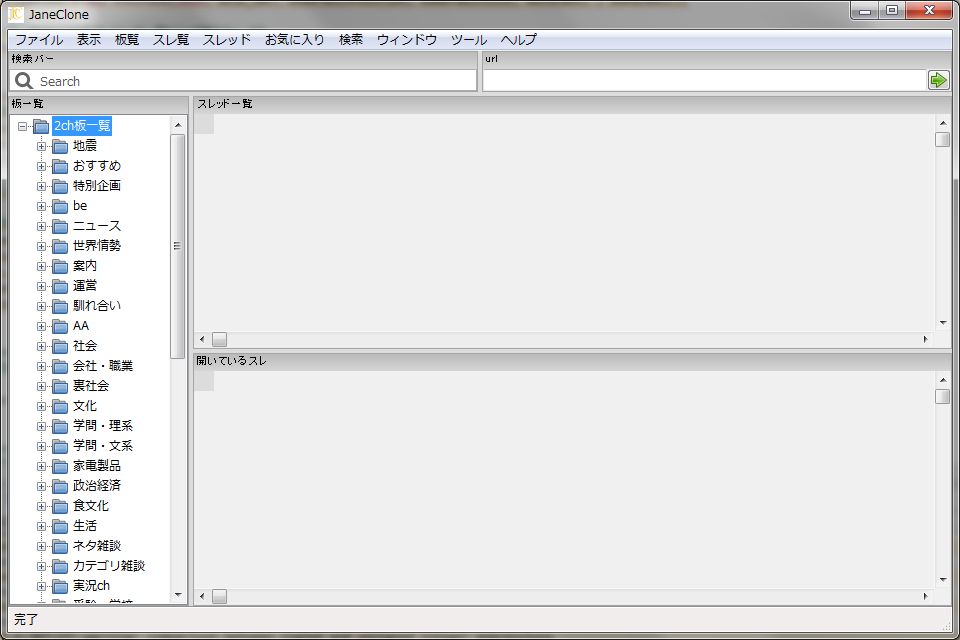 JaneClone
ファイル 表示 板覧 スレ覧 スレッド お気に入り 検索 ウィンドウ ツール ヘルプ
検索バー
url
Search
板一覧
スレッド一覧
2ch板一覧
地震
おすすめ
特別企画
be
ニュース
世界情勢
案内
運営
馴れ合い
AA
社会
会社・職業
裏社会
文化
学問・理系
学問・文系
家電製品
政治経済
食文化
生活
ネタ雑談
カテゴリ雑談
実況ch
受験・学校
開いているスレ
完了